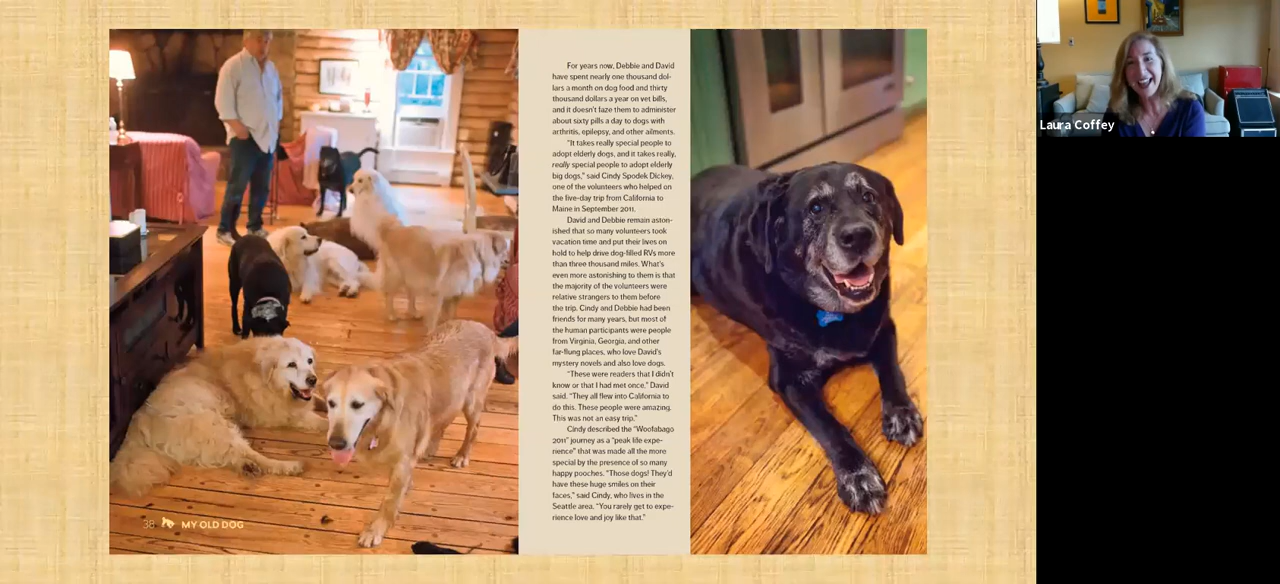 For years now, Debbie and David
have spent nearly one thousand dol-
lars a month on dog food and thirty
thousand dollars a year on vet bills,
and it doesn't faze them to administer
about sixty pills a day to dogs with
arthritis, epilepsy, and other ailments.
"It takes really special people to
adopt elderly dogs, and it takes really,
really special people to adopt elderly
big dogs," said Cindy Spodek Dickey,
one of the volunteers who helped on
the five-day trip from California to
Maine in September 2011.
David and Debbie remain aston-
ished that so many volunteers took
vacation time and put their lives on
hold to help drive dog-filled RVs more
than three thousand miles. What's
even more astonishing to them is that
the majority of the volunteers were
relative strangers to them before
the trip. Cindy and Debbie had been
friends for many years, but most of
the human participants were people
from Virginia, Georgia, and other
far-flung places, who love David's
mystery novels and also love dogs.
"These were readers that I didn't
know or that I had met once," David
said. "They all flew into California to
do this. These people were amazing.
This was not an easy trip."
Cindy described the "Woofabago
2011" journey as a "peak life expe-
rience" that was made all the more
special by the presence of so many
happy pooches. "Those dogs! They'd
have these huge smiles on their
faces," said Cindy, who lives in the
Seattle area. "You rarely get to expe-
rience love and joy like that."
38 MY OLD DOG
Laura Coffey